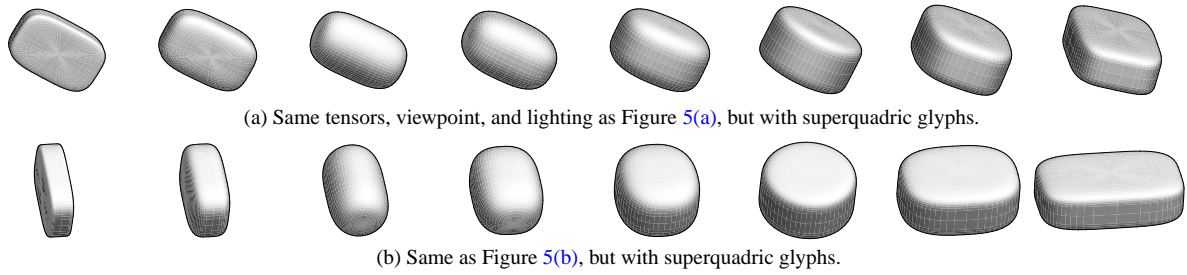 (a) Same tensors, viewpoint, and lighting as Figure 5(a), but with superquadric glyphs.
(b) Same as Figure 5(b), but with superquadric glyphs.